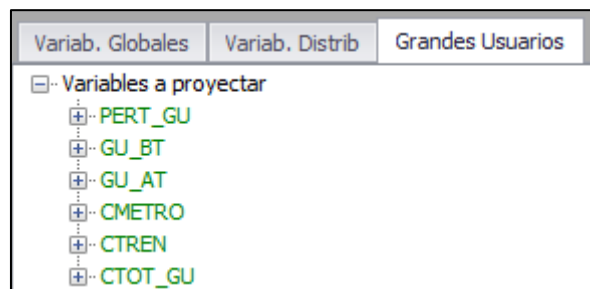 Variab. Globales Variab. Distrib Grandes Usuarios
Variables a proyectar
PERT_GU
GU_BT
GU_AT
CMETRO
CTREN
CTOT_GU